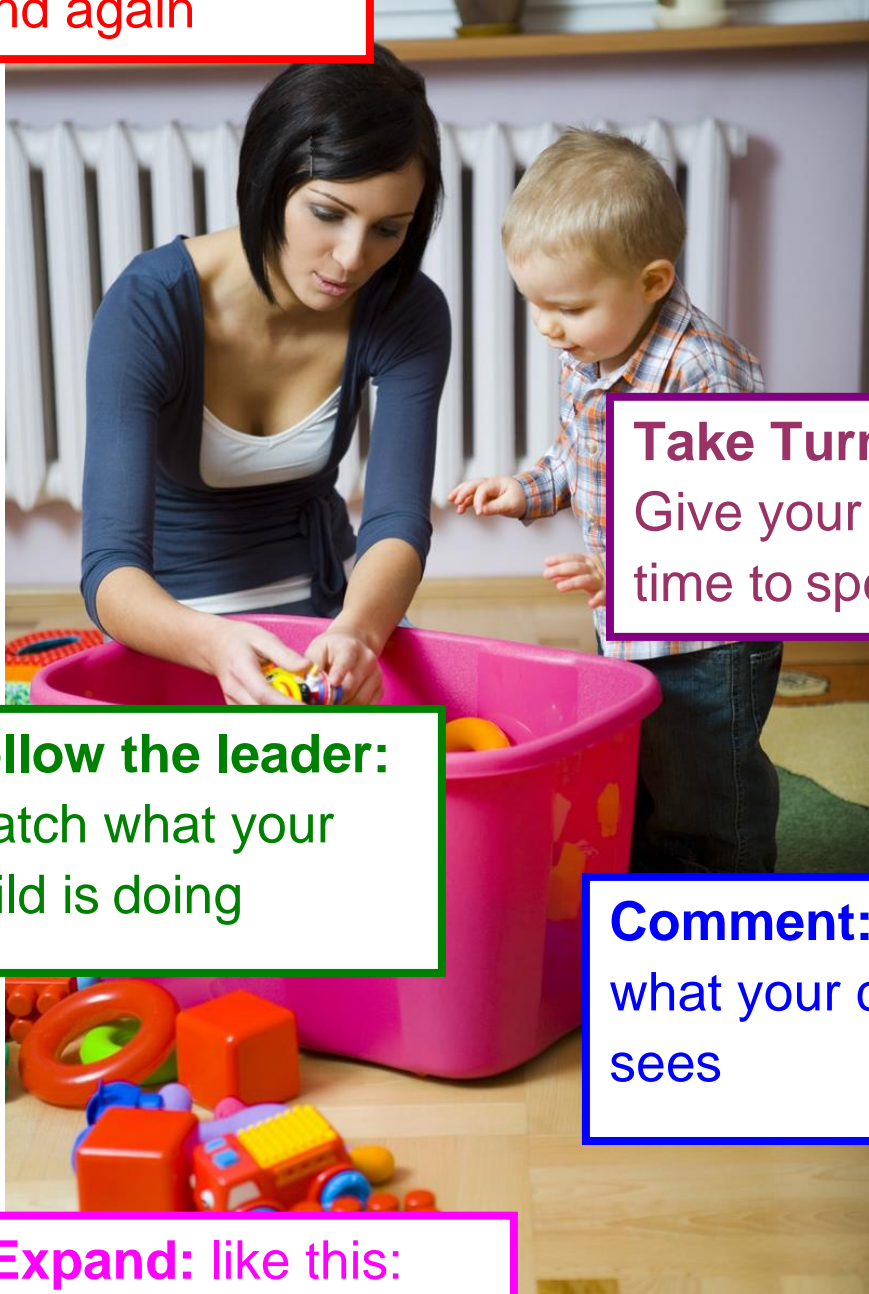 nd again
Take Turn
Give your
time to spe
llow the leader:
atch what your
ild is doing
Comment:
what your c
sees
Expand: like this: